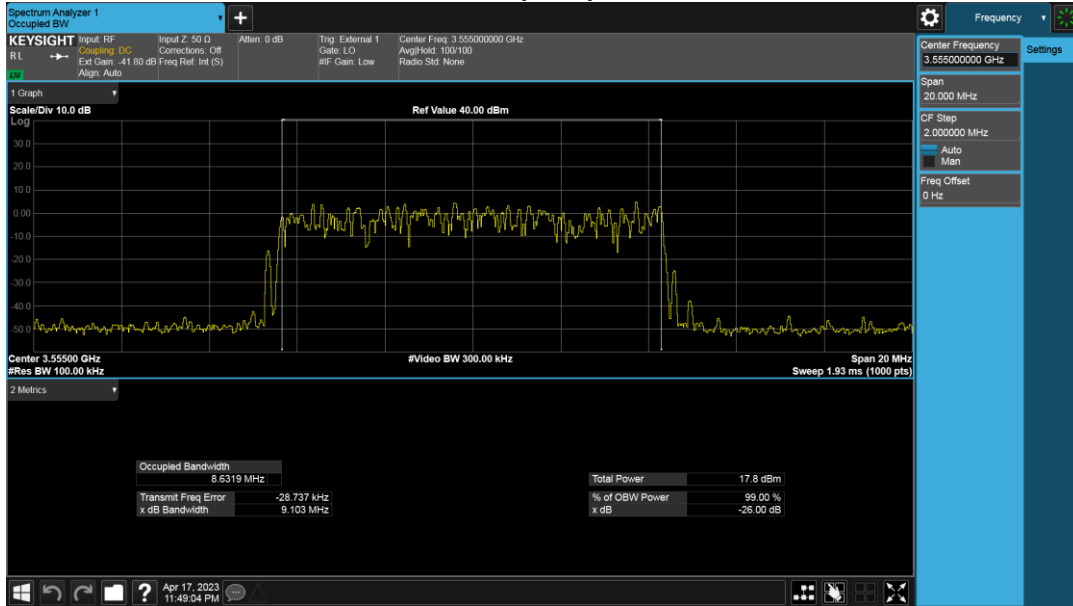 Spectrum Analyzer 1
Occupied BW
Frequency
KEYSIGHT
RL
LXI
Input: RF
Coupling: DC
Ext Gain: -41.80 dB
Align: Auto
Input Z: 50 Ω
Corrections: Off
Freq Ref: Int (S)
Atten: 0 dB
Trig: External 1
Gate: LO
#IF Gain: Low
Center Freq: 3.555000000 GHz
Avg|Hold: 100/100
Radio Std: None
Center Frequency
3.555000000 GHz
Settings
Span
20.000 MHz
CF Step
2.000000 MHz
Auto
Man
Freq Offset
0 Hz
1 Graph
Scale/Div 10.0 dB
Ref Value 40.00 dBm
Log
30.0
20.0
10.0
0.00
-10.0
-20.0
-30.0
-40.0
-50.0
Center 3.55500 GHz
#Video BW 300.00 kHz
Span 20 MHz
#Res BW 100.00 kHz
Sweep 1.93 ms (1000 pts)
2 Metrics
Occupied Bandwidth
8.6319 MHz
Total Power 17.8 dBm
Transmit Freq Error -28.737 kHz
% of OBW Power 99.00 %
x dB Bandwidth 9.103 MHz
x dB -26.00 dB
Apr 17, 2023
11:49:04 PM